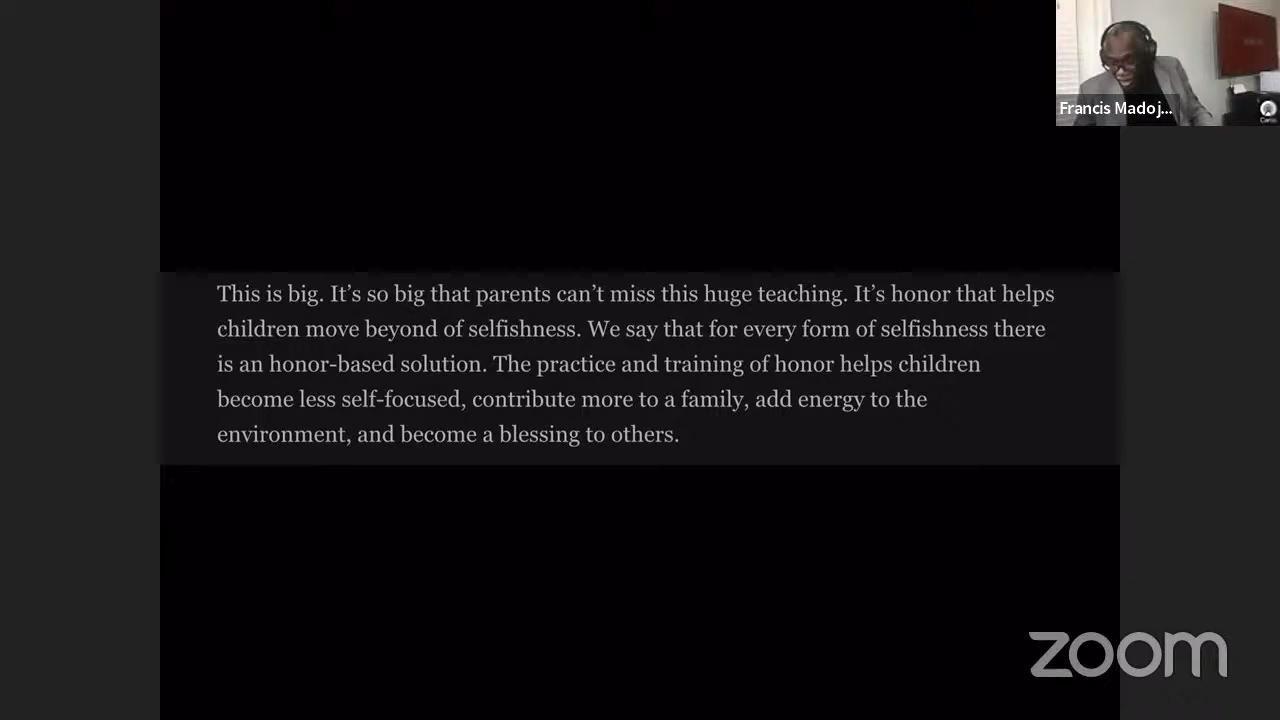 Francis Madoj...
This is big. It’s so big that parents can’t miss this huge teaching. It’s honor that helps
children move beyond of selfishness. We say that for every form of selfishness there
is an honor-based solution. The practice and training of honor helps children
become less self-focused, contribute more to a family, add energy to the
environment, and become a blessing to others.
zoom